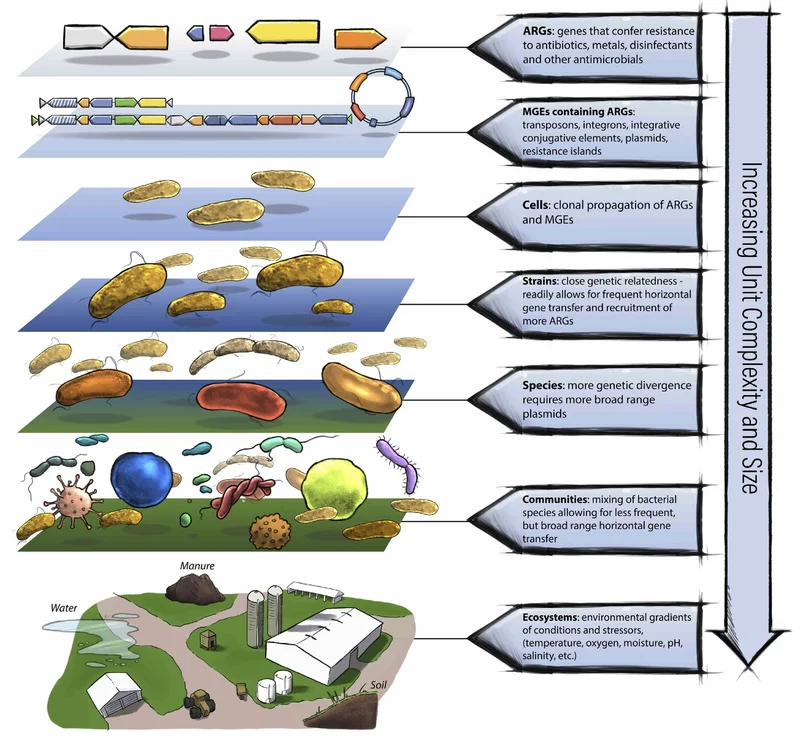 ARGs: genes that confer resistance
to antibiotics, metals, disinfectants
and other antimicrobials
MGEs containing ARGs:
transposons, integrons, integrative
conjugative elements, plasmids,
resistance islands
Cells: clonal propagation of ARGs
and MGEs
Strains: close genetic relatedness -
readily allows for frequent horizontal
gene transfer and recruitment of
more ARGs
Species: more genetic divergence
requires more broad range
plasmids
Communities: mixing of bacterial
species allowing for less frequent,
but broad range horizontal gene
transfer
Ecosystems: environmental gradients
of conditions and stressors,
(temperature, oxygen, moisture, pH,
salinity, etc.)
Manure
Water
Soil
Increasing Unit Complexity and Size